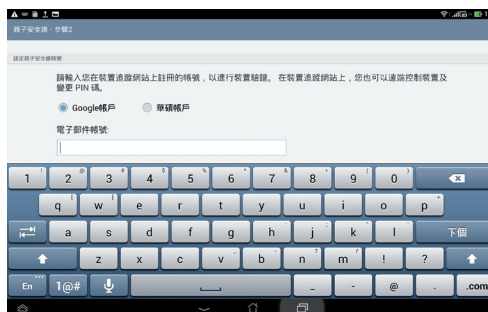 親子安全鎖 - 步驟2
設定親子安全鎖帳號
請輸入您在裝置追蹤網站上註冊的帳號，以進行裝置驗證。 在裝置追蹤網站上，您也可以遠端控制裝置及
變更 PIN 碼。
Google帳戶 華碩帳戶
電子郵件帳號:
1 2 3 4 5 6 7 8 9 0
q w e r t y u i o p
a s d f g h j k l 下個
z x c v b n m ! ?
En 1@# _ - @ . .com